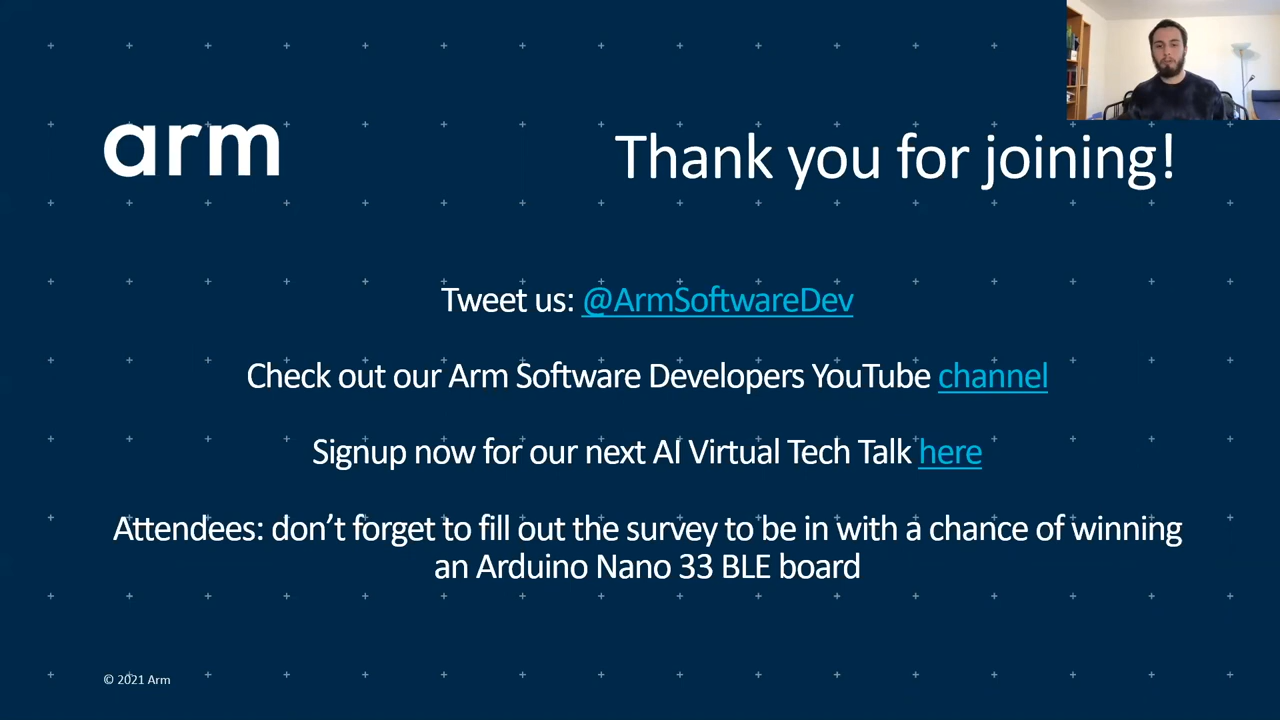 arm
Thank you for joining!
Tweet us: @ArmSoftwareDev
Check out our Arm Software Developers YouTube channel
Signup now for our next AI Virtual Tech Talk here
Attendees: don’t forget to fill out the survey to be in with a chance of winning
an Arduino Nano 33 BLE board
© 2021 Arm